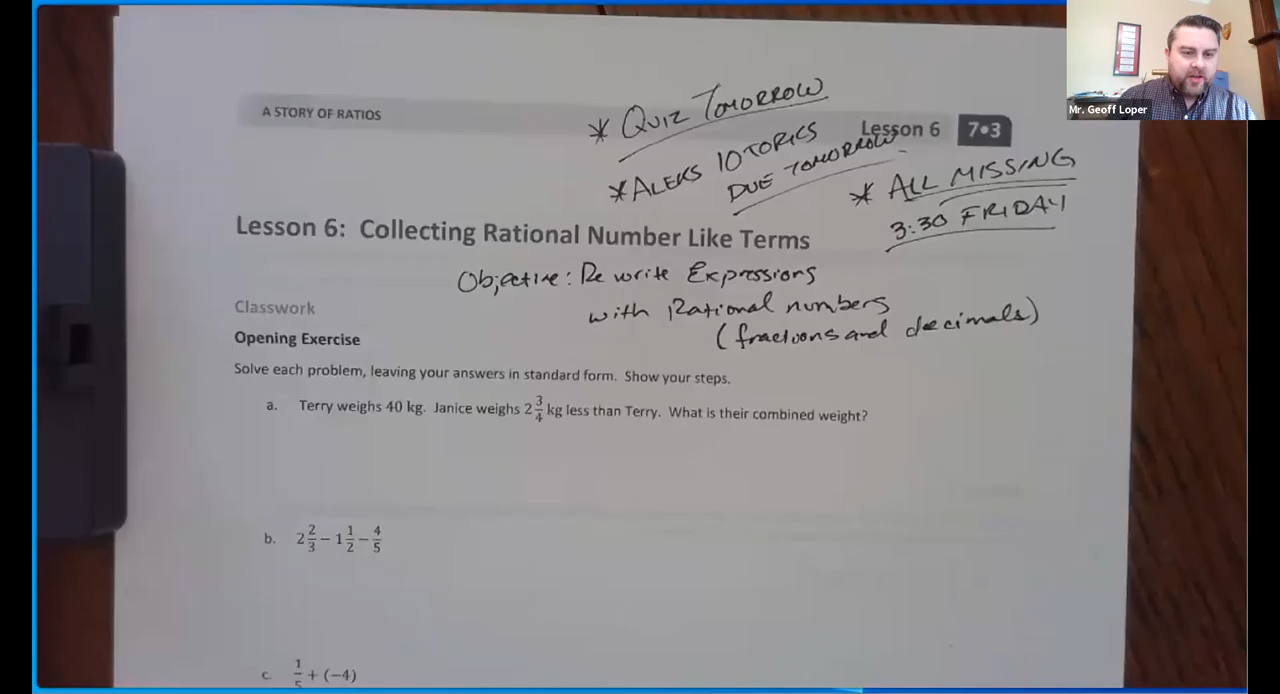 Mr. Geoff Loper
A STORY OF RATIOS
* QUIZ TOMORROW
Lesson 6 7•3
* ALEKS 10 TOPICS
DUE TOMORROW
* ALL MISSING
3:30 FRIDAY
Lesson 6: Collecting Rational Number Like Terms
Objective: Re write Expressions
with Rational numbers
(fractions and decimals)
Classwork
Opening Exercise
Solve each problem, leaving your answers in standard form. Show your steps.
a. Terry weighs 40 kg. Janice weighs 2 3/4 kg less than Terry. What is their combined weight?
b. 2 2/3 − 1 1/2 − 4/5
c. 1/5 + (−4)